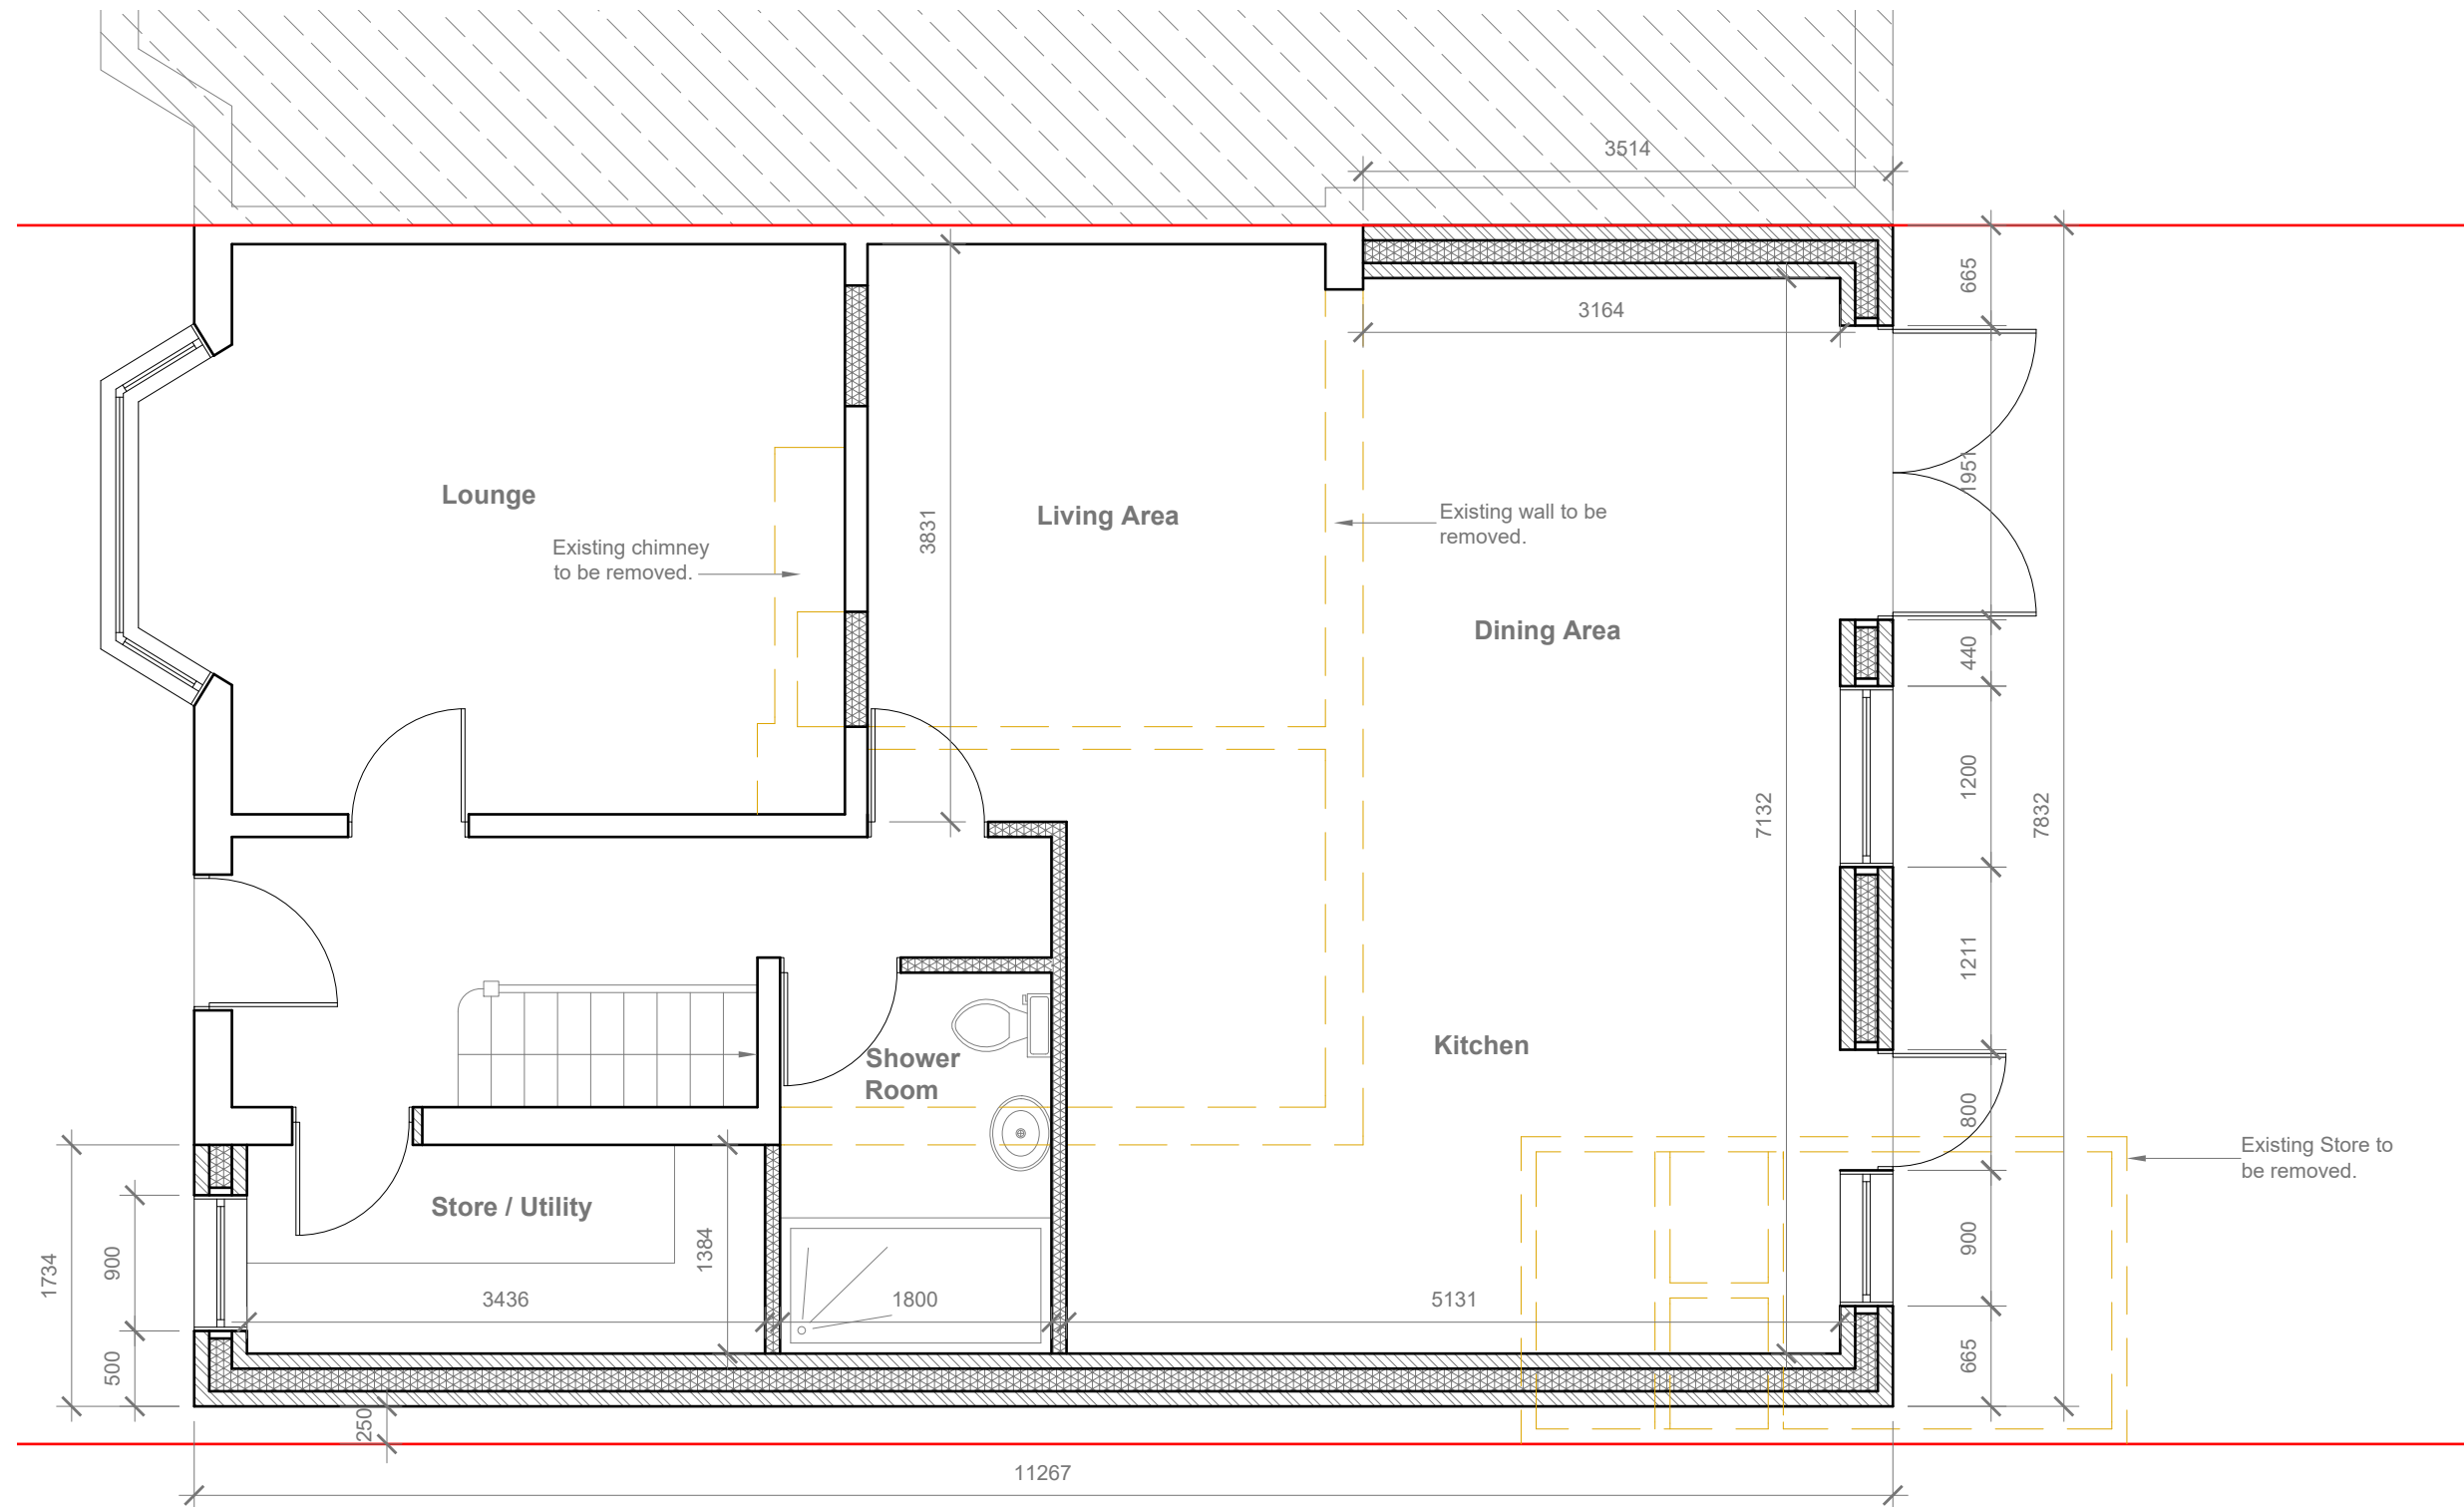 3514
665
3164
1951
Lounge
Living Area
Existing wall to be
removed.
3831
Existing chimney
to be removed.
Dining Area
440
1200
7132
7832
1211
Kitchen
Shower
Room
800
Existing Store to
be removed.
Store / Utility
1384
900
1734
900
3436
1800
5131
500
665
250
11267